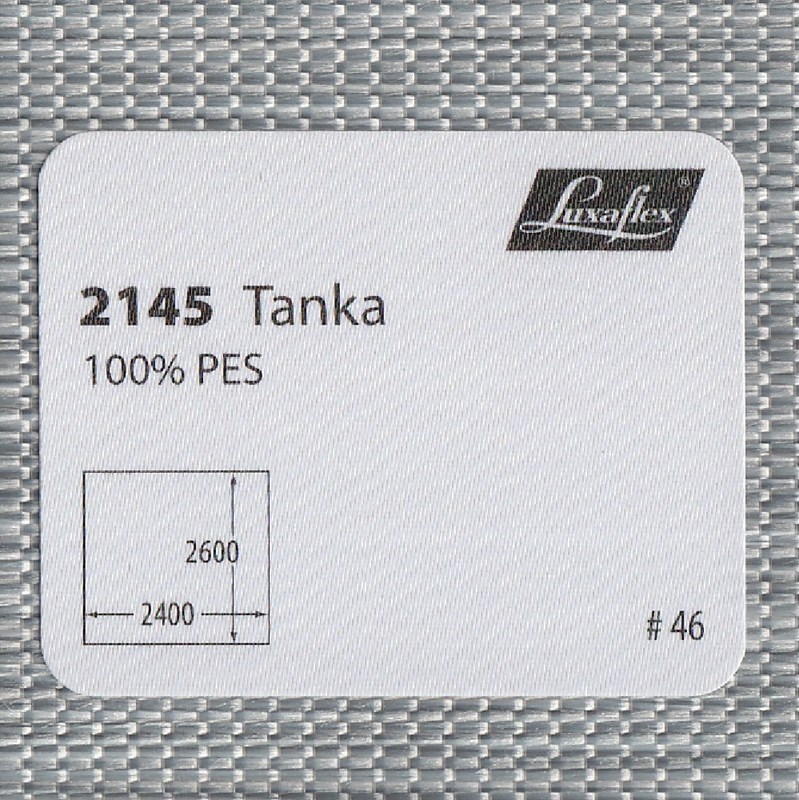 Luxaflex®
2145 Tanka
100% PES
2600
2400
# 46